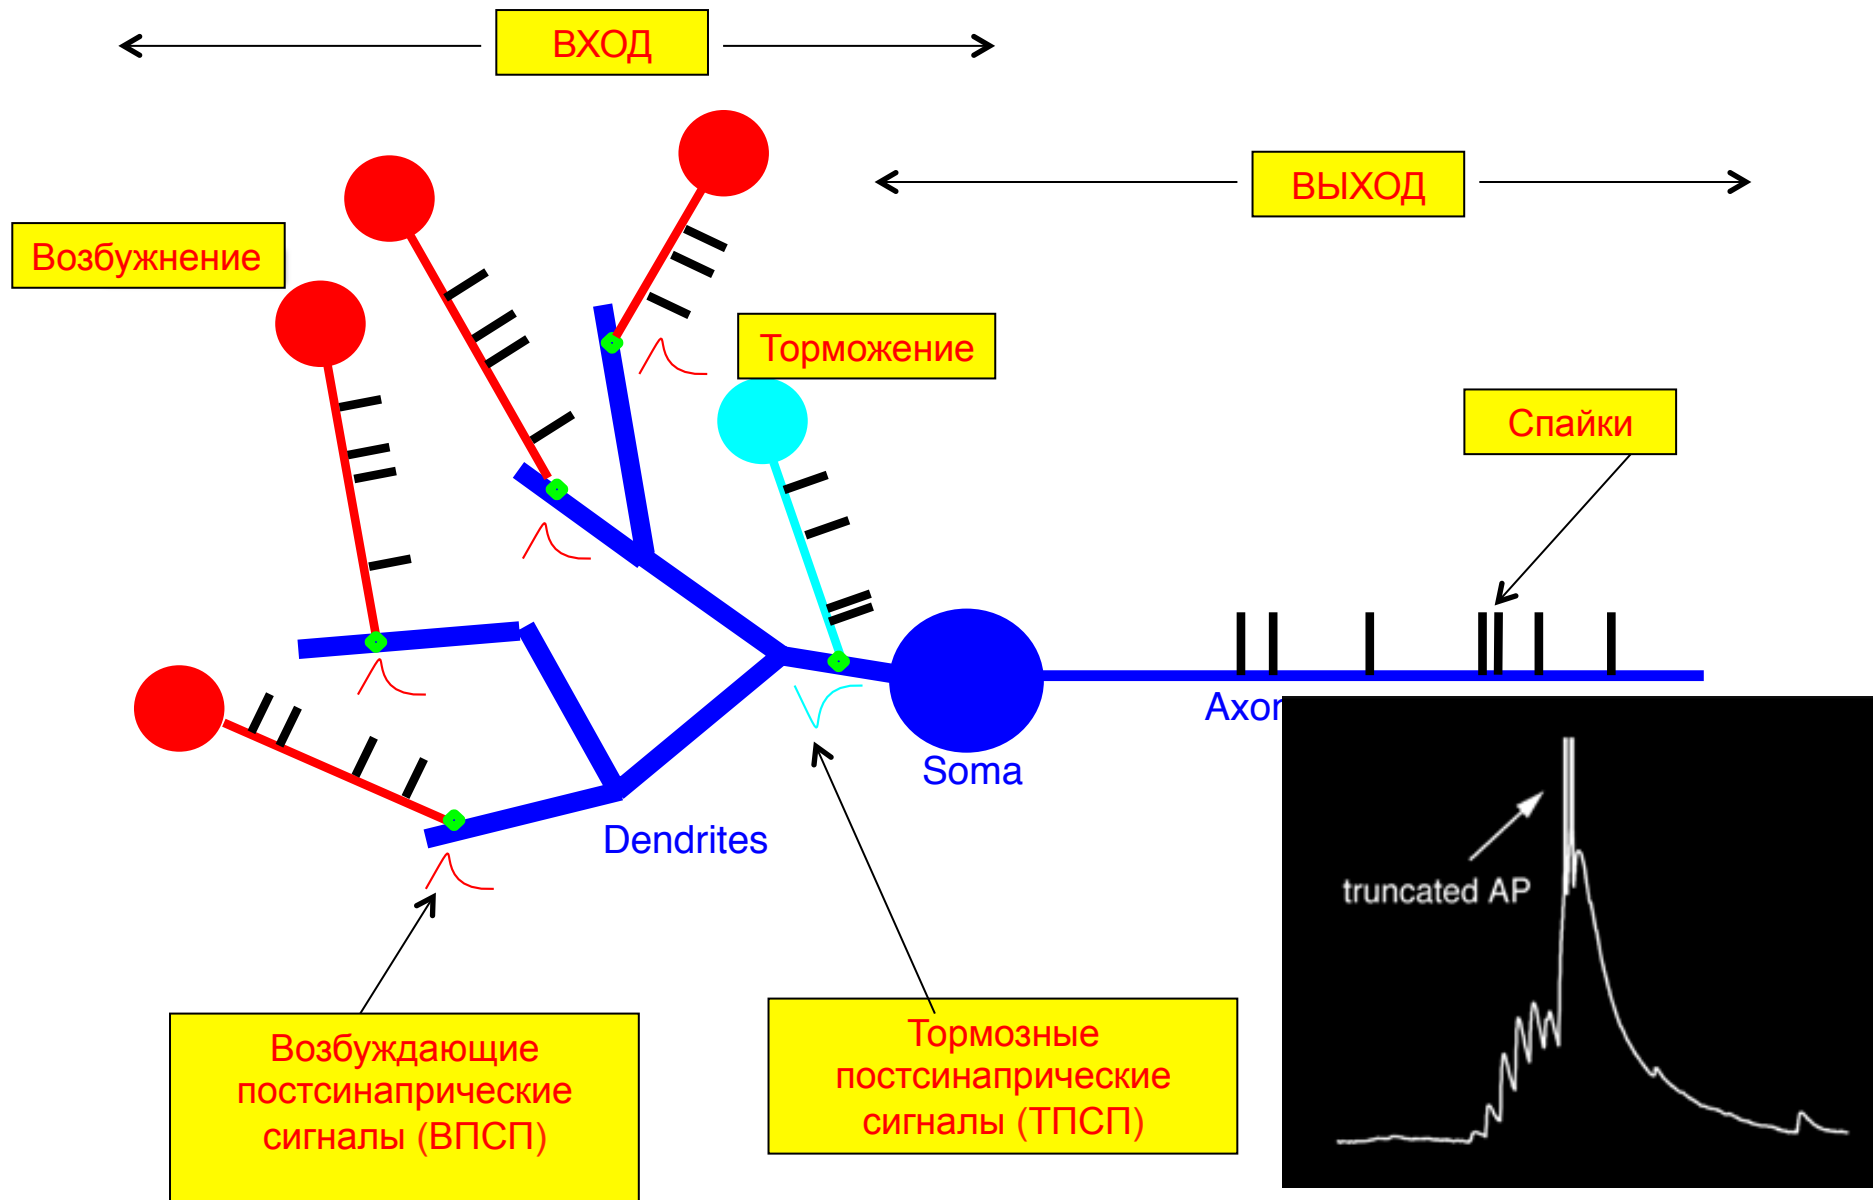 ВХОД
ВЫХОД
Возбужнение
Торможение
Спайки
Axon
Soma
Dendrites
truncated AP
Возбуждающие
постсинапрические
сигналы (ВПСП)
Тормозные
постсинапрические
сигналы (ТПСП)